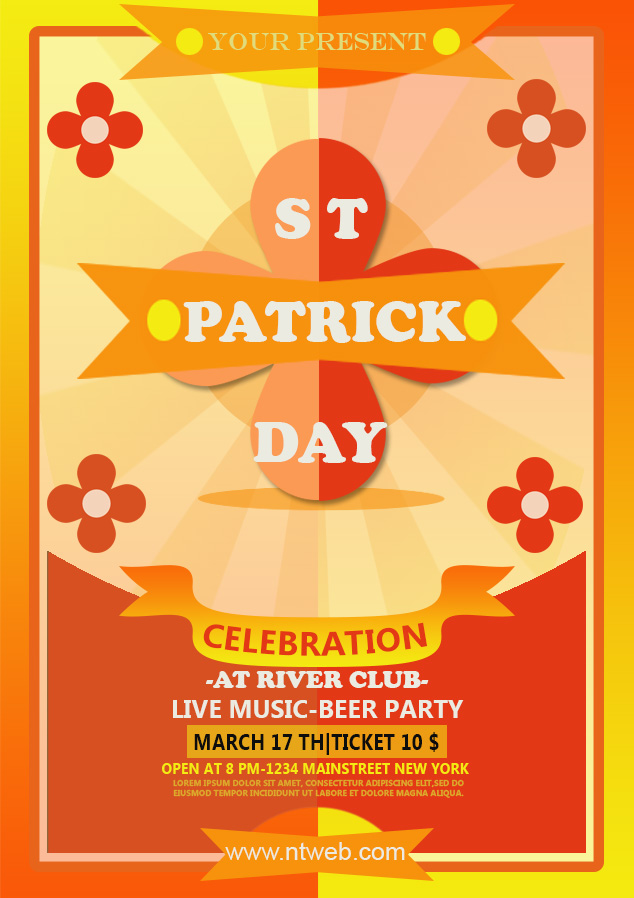 YOUR PRESENT
ST
PATRICK
DAY
CELEBRATION
-AT RIVER CLUB-
LIVE MUSIC-BEER PARTY
MARCH 17 TH|TICKET 10 $
OPEN AT 8 PM-1234 MAINSTREET NEW YORK
LOREM IPSUM DOLOR SIT AMET, CONSECTETUR ADIPISCING ELIT,SED DO
EIUSMOD TEMPOR INCIDIDUNT UT LABORE ET DOLORE MAGNA ALIQUA.
www.ntweb.com